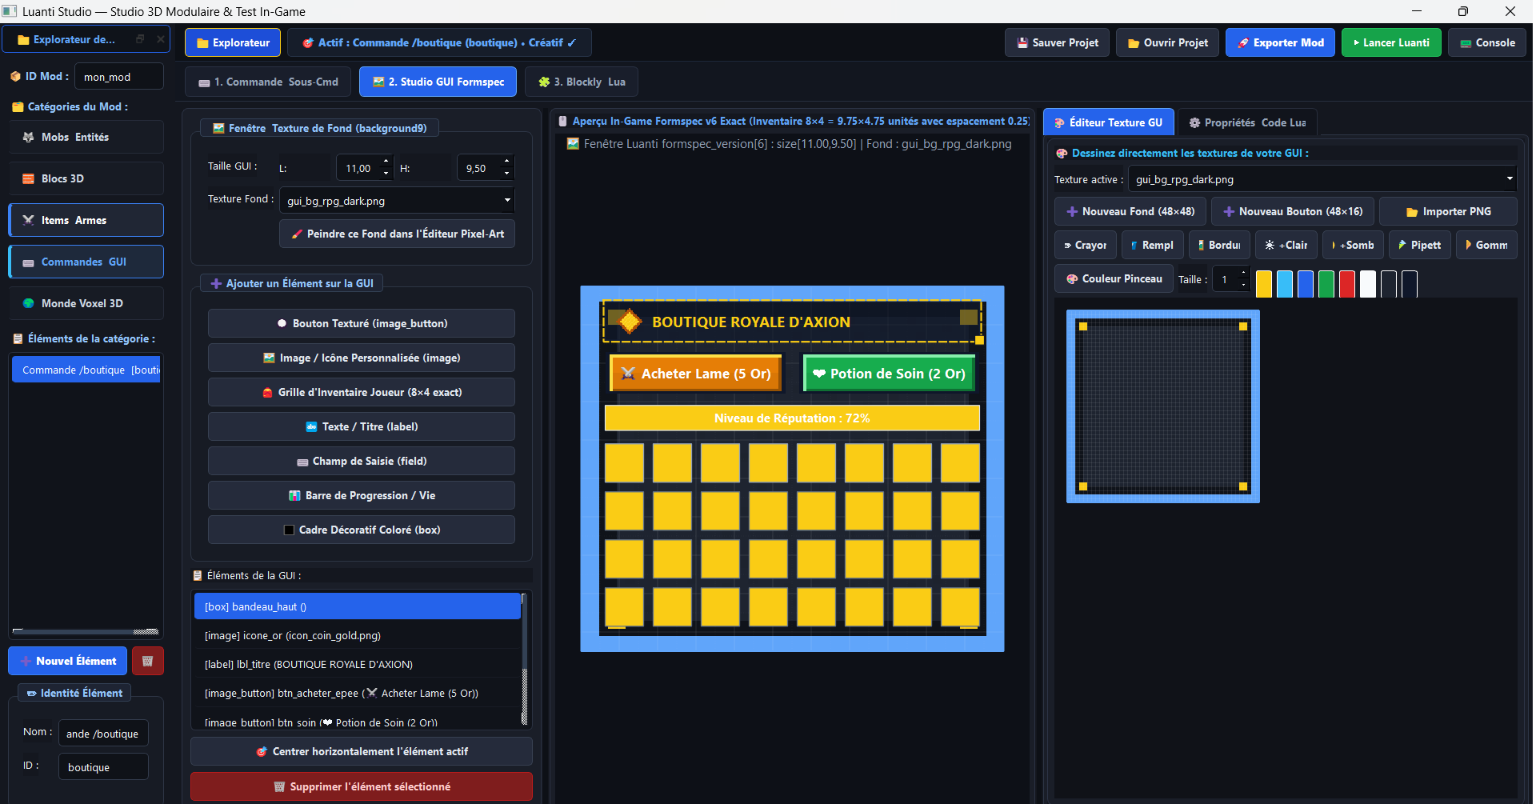 Luanti Studio — Studio 3D Modulaire & Test In-Game
Explorateur de...
Explorateur
Actif : Commande /boutique (boutique) • Créatif ✓
Sauver Projet
Ouvrir Projet
Exporter Mod
Lancer Luanti
Console
ID Mod :
mon_mod
Catégories du Mod :
Mobs Entités
Blocs 3D
Items Armes
Commandes GUI
Monde Voxel 3D
Éléments de la catégorie :
Commande /boutique [bouti
Nouvel Élément
Identité Élément
Nom :
ande /boutique
ID :
boutique
1. Commande Sous-Cmd
2. Studio GUI Formspec
3. Blockly Lua
Fenêtre Texture de Fond (background9)
Taille GUI :
L:
11,00
H:
9,50
Texture Fond :
gui_bg_rpg_dark.png
Peindre ce Fond dans l'Éditeur Pixel-Art
Ajouter un Élément sur la GUI
Bouton Texturé (image_button)
Image / Icône Personnalisée (image)
Grille d'Inventaire Joueur (8×4 exact)
Texte / Titre (label)
Champ de Saisie (field)
Barre de Progression / Vie
Cadre Décoratif Coloré (box)
Éléments de la GUI :
[box] bandeau_haut ()
[image] icone_or (icon_coin_gold.png)
[label] lbl_titre (BOUTIQUE ROYALE D'AXION)
[image_button] btn_acheter_epee (⚔ Acheter Lame (5 Or))
[image_button] btn_soin (❤ Potion de Soin (2 Or))
Centrer horizontalement l'élément actif
Supprimer l'élément sélectionné
Aperçu In-Game Formspec v6 Exact (Inventaire 8×4 = 9.75×4.75 unités avec espacement 0.25)
Fenêtre Luanti formspec_version[6] : size[11.00,9.50] | Fond : gui_bg_rpg_dark.png
BOUTIQUE ROYALE D'AXION
⚔ Acheter Lame (5 Or)
❤ Potion de Soin (2 Or)
Niveau de Réputation : 72%
Éditeur Texture GU
Propriétés Code Lua
Dessinez directement les textures de votre GUI :
Texture active :
gui_bg_rpg_dark.png
Nouveau Fond (48×48)
Nouveau Bouton (48×16)
Importer PNG
Crayor
Rempl
Bordur
+Clair
+Somb
Pipett
Gomm
Couleur Pinceau
Taille :
1